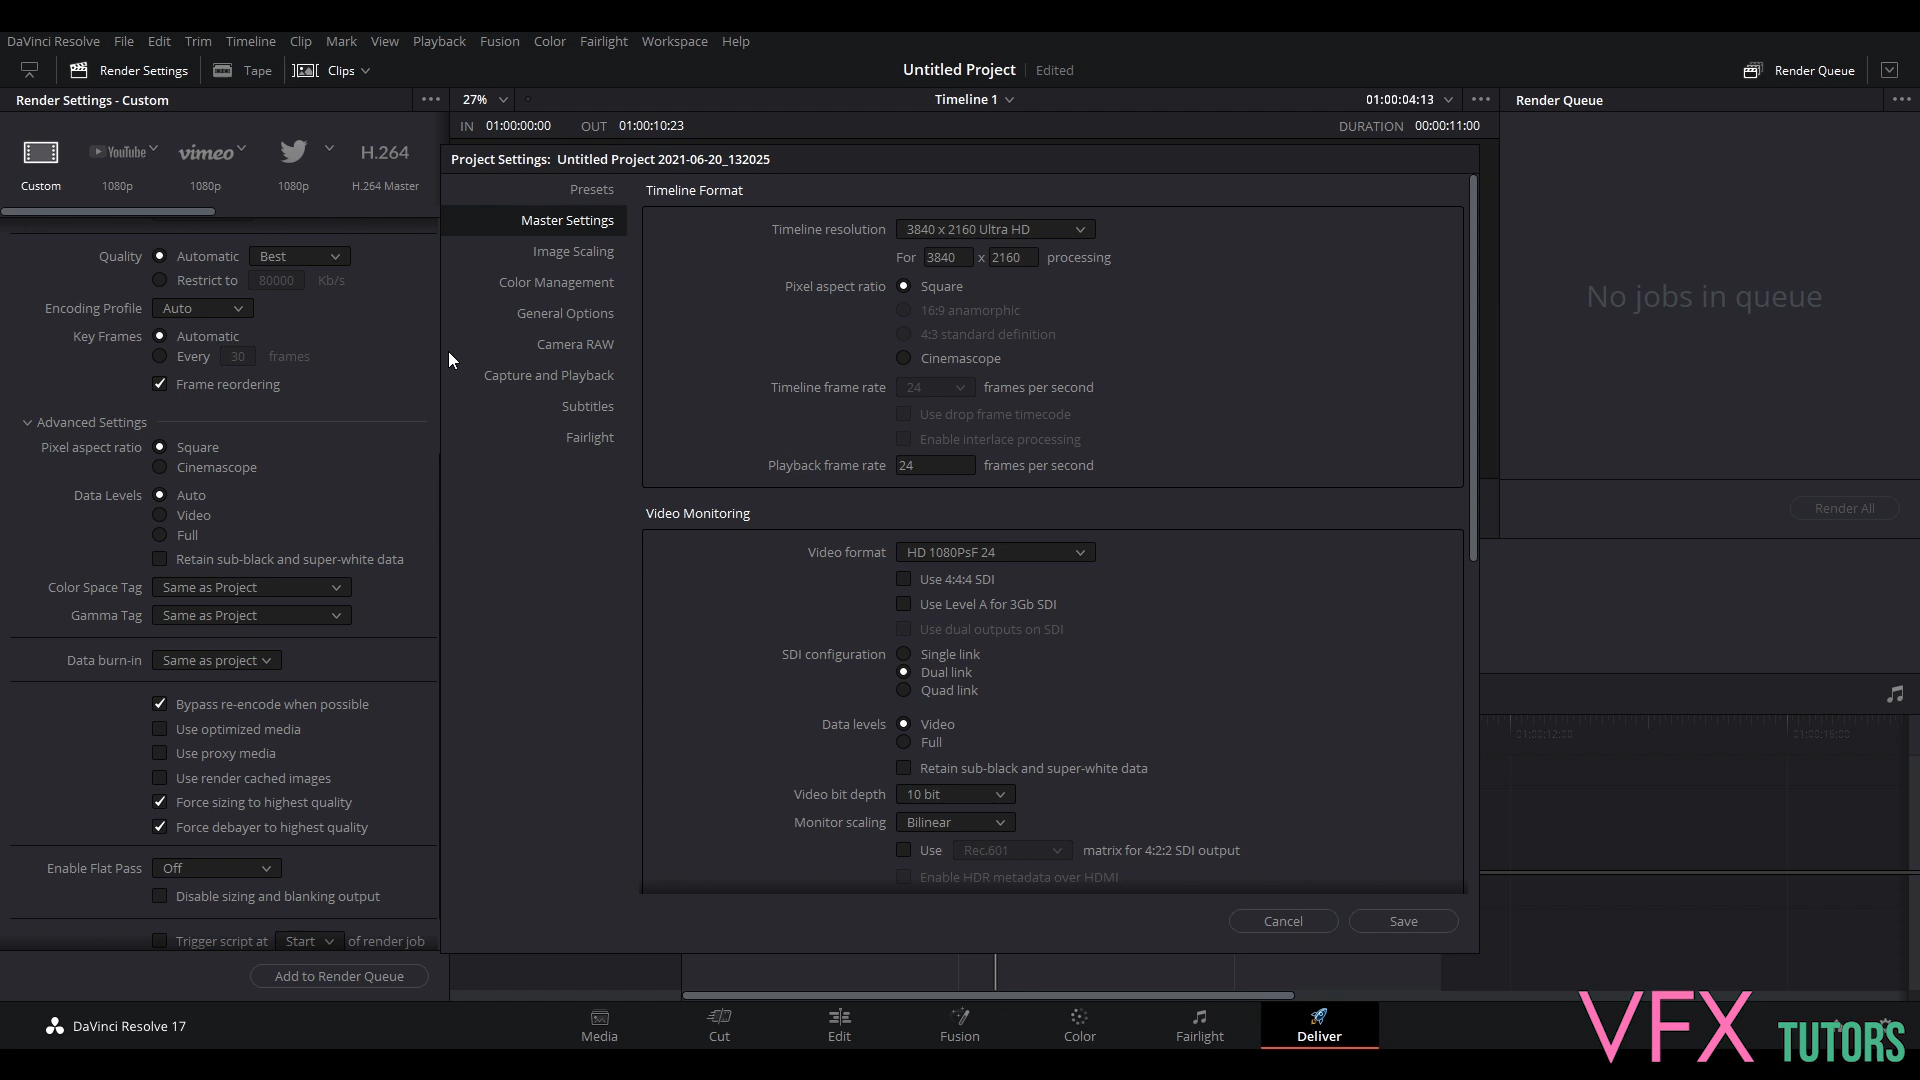 DaVinci Resolve File Edit Trim Timeline Clip Mark View Playback Fusion Color Fairlight Workspace Help
Render Settings Tape Clips Untitled Project Edited Render Queue
Render Settings - Custom 27% Timeline 1 01:00:04:13 Render Queue
IN 01:00:00:00 OUT 01:00:10:23 DURATION 00:00:11:00
YouTube vimeo H.264
Custom 1080p 1080p 1080p H.264 Master
Quality Automatic Best
Restrict to 80000 Kb/s
Encoding Profile Auto
Key Frames Automatic
Every 30 frames
Frame reordering
Advanced Settings
Pixel aspect ratio Square
Cinemascope
Data Levels Auto
Video
Full
Retain sub-black and super-white data
Color Space Tag Same as Project
Gamma Tag Same as Project
Data burn-in Same as project
Bypass re-encode when possible
Use optimized media
Use proxy media
Use render cached images
Force sizing to highest quality
Force debayer to highest quality
Enable Flat Pass Off
Disable sizing and blanking output
Trigger script at Start of render job
Add to Render Queue
Project Settings: Untitled Project 2021-06-20_132025
Presets
Master Settings
Image Scaling
Color Management
General Options
Camera RAW
Capture and Playback
Subtitles
Fairlight
Timeline Format
Timeline resolution 3840 x 2160 Ultra HD
For 3840 x 2160 processing
Pixel aspect ratio Square
16:9 anamorphic
4:3 standard definition
Cinemascope
Timeline frame rate 24 frames per second
Use drop frame timecode
Enable interlace processing
Playback frame rate 24 frames per second
Video Monitoring
Video format HD 1080PsF 24
Use 4:4:4 SDI
Use Level A for 3Gb SDI
Use dual outputs on SDI
SDI configuration Single link
Dual link
Quad link
Data levels Video
Full
Retain sub-black and super-white data
Video bit depth 10 bit
Monitor scaling Bilinear
Use Rec.601 matrix for 4:2:2 SDI output
Enable HDR metadata over HDMI
Cancel Save
No jobs in queue
Render All
01:00:12:00 01:00:16:00
DaVinci Resolve 17
Media Cut Edit Fusion Color Fairlight Deliver
VFX TUTORS